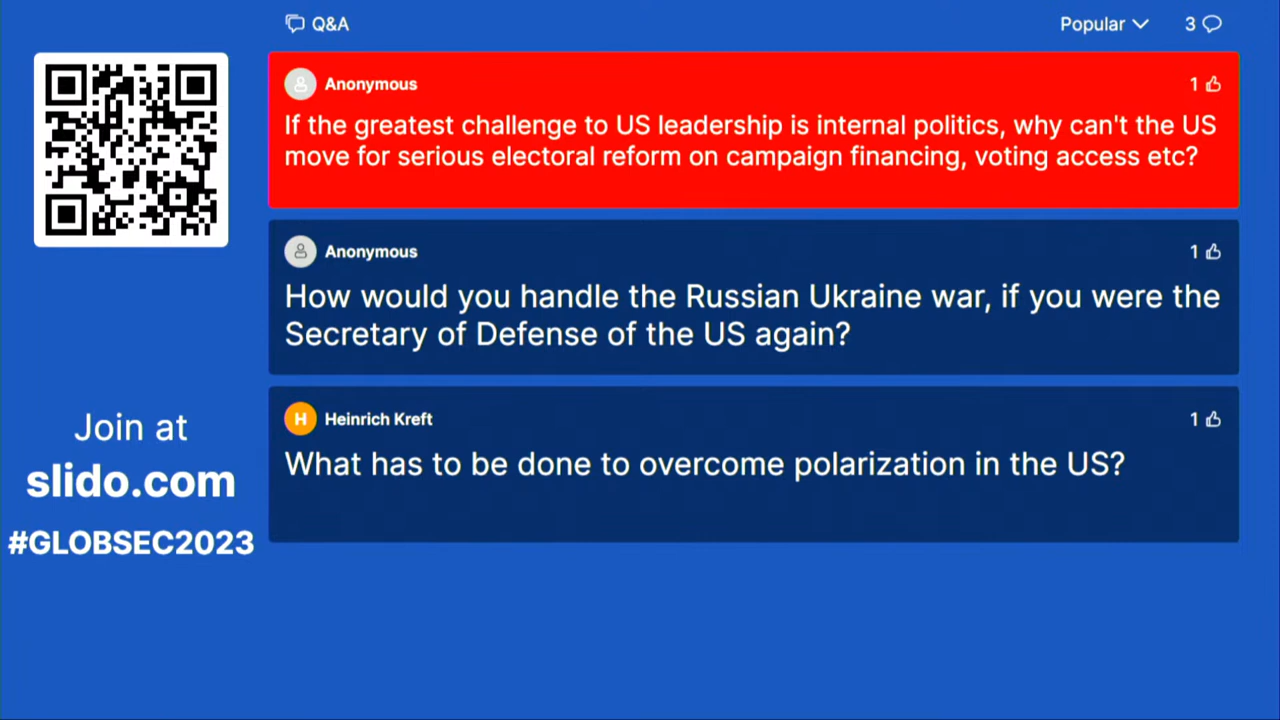 Q&A
Popular
3
Anonymous
1
If the greatest challenge to US leadership is internal politics, why can't the US
move for serious electoral reform on campaign financing, voting access etc?
Anonymous
1
How would you handle the Russian Ukraine war, if you were the
Secretary of Defense of the US again?
H
Heinrich Kreft
1
What has to be done to overcome polarization in the US?
Join at
slido.com
#GLOBSEC2023